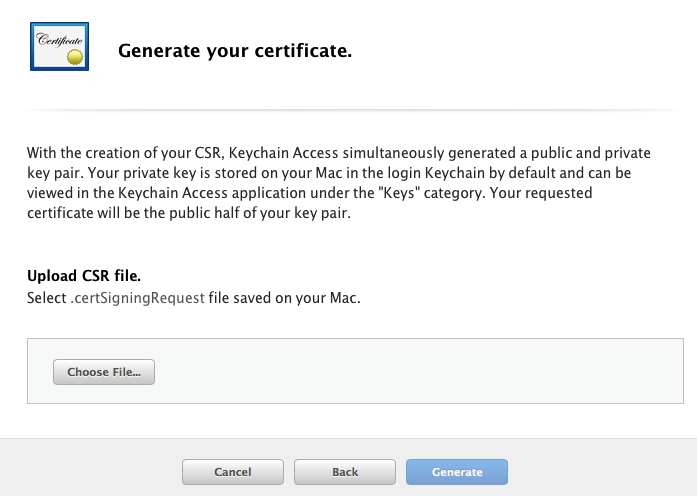 Certificate
Generate your certificate.
With the creation of your CSR, Keychain Access simultaneously generated a public and private
key pair. Your private key is stored on your Mac in the login Keychain by default and can be
viewed in the Keychain Access application under the "Keys" category. Your requested
certificate will be the public half of your key pair.
Upload CSR file.
Select .certSigningRequest file saved on your Mac.
Choose File...
Cancel
Back
Generate